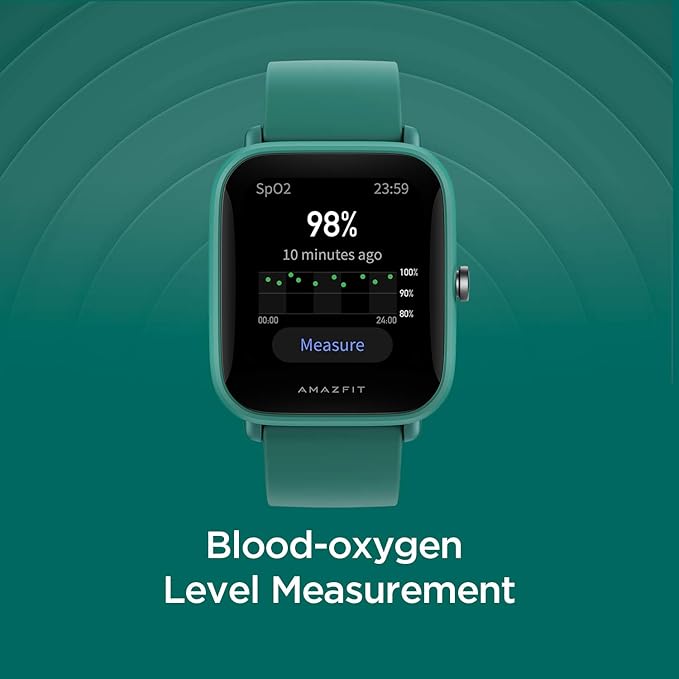 SpO2 23:59
98%
10 minutes ago
100%
90%
80%
00:00 24:00
Measure
AMAZFIT
Blood-oxygen
Level Measurement